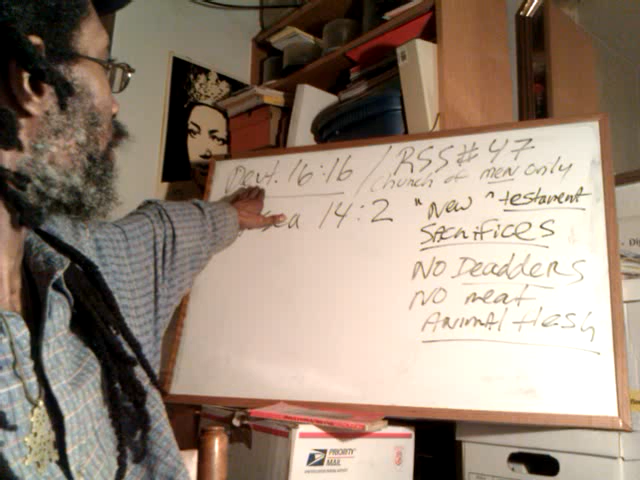 Deut. 16:16 / RSS#47
church of men only
14:2 "New" testament
SACRIFICES
NO Deadders
NO meat
ANIMAL flesh
PRIORITY
MAIL